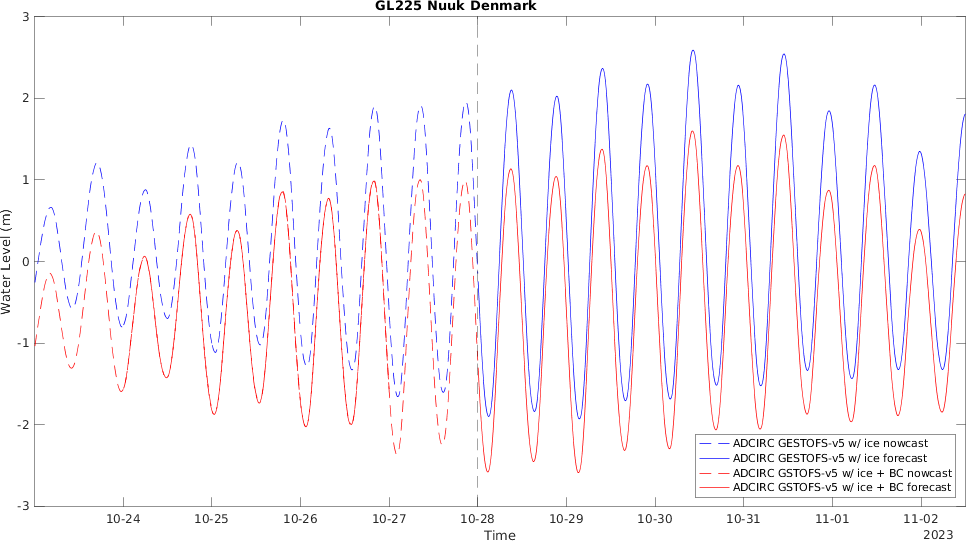 GL225 Nuuk Denmark
3
2
1
0
-1
-2
-3
Water Level (m)
ADCIRC GESTOFS-v5 w/ ice nowcast
ADCIRC GESTOFS-v5 w/ ice forecast
ADCIRC GSTOFS-v5 w/ ice + BC nowcast
ADCIRC GSTOFS-v5 w/ ice + BC forecast
10-24 10-25 10-26 10-27 10-28 10-29 10-30 10-31 11-01 11-02
Time
2023